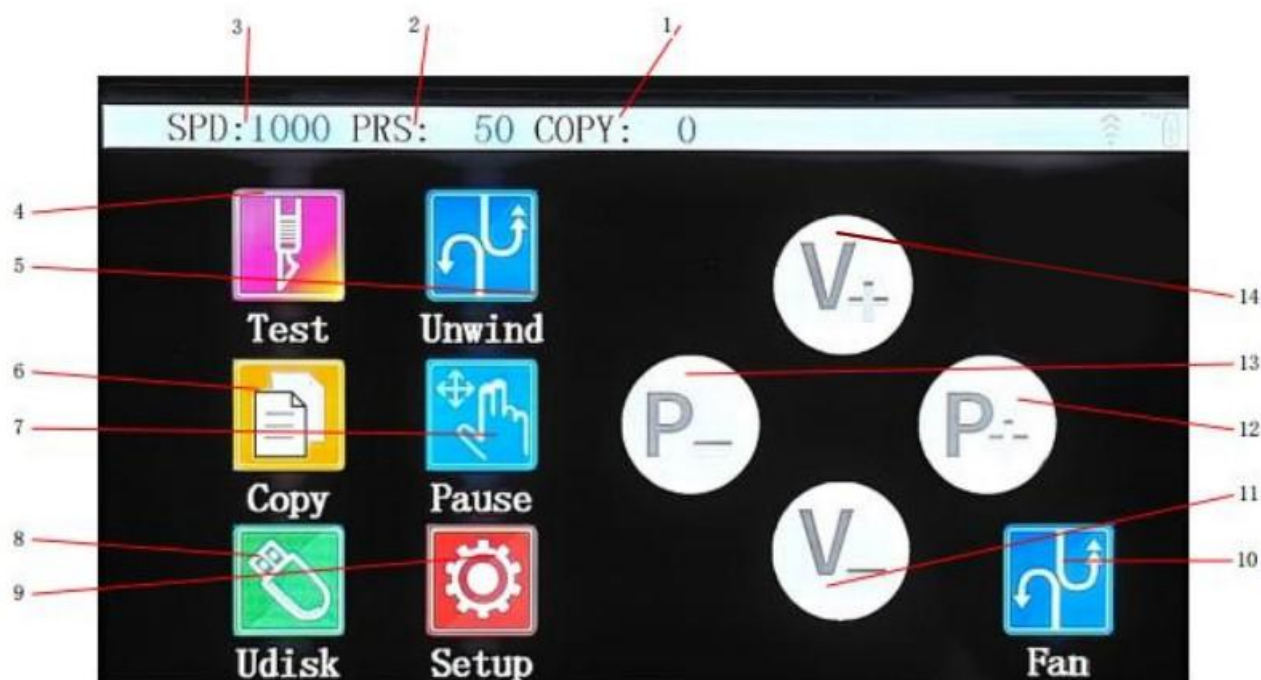 3 2 1
SPD:1000 PRS: 50 COPY: 0
4
5
Test Unwind
V+
14
6
7
Copy Pause
P-
P+
13
12
11
8
9
Udisk Setup
V-
10
Fan